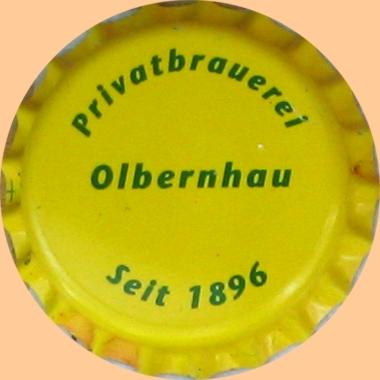 Privatbrauerei
Olbernhau
Seit 1896